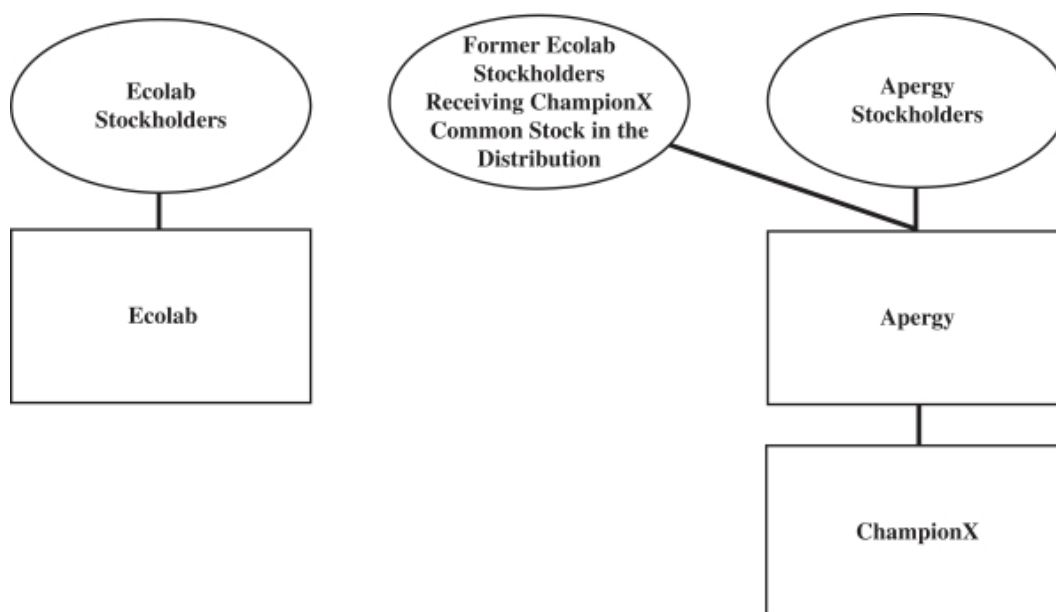 Ecolab
Stockholders
Former Ecolab
Stockholders
Receiving ChampionX
Common Stock in the
Distribution
Apergy
Stockholders
Ecolab
Apergy
ChampionX